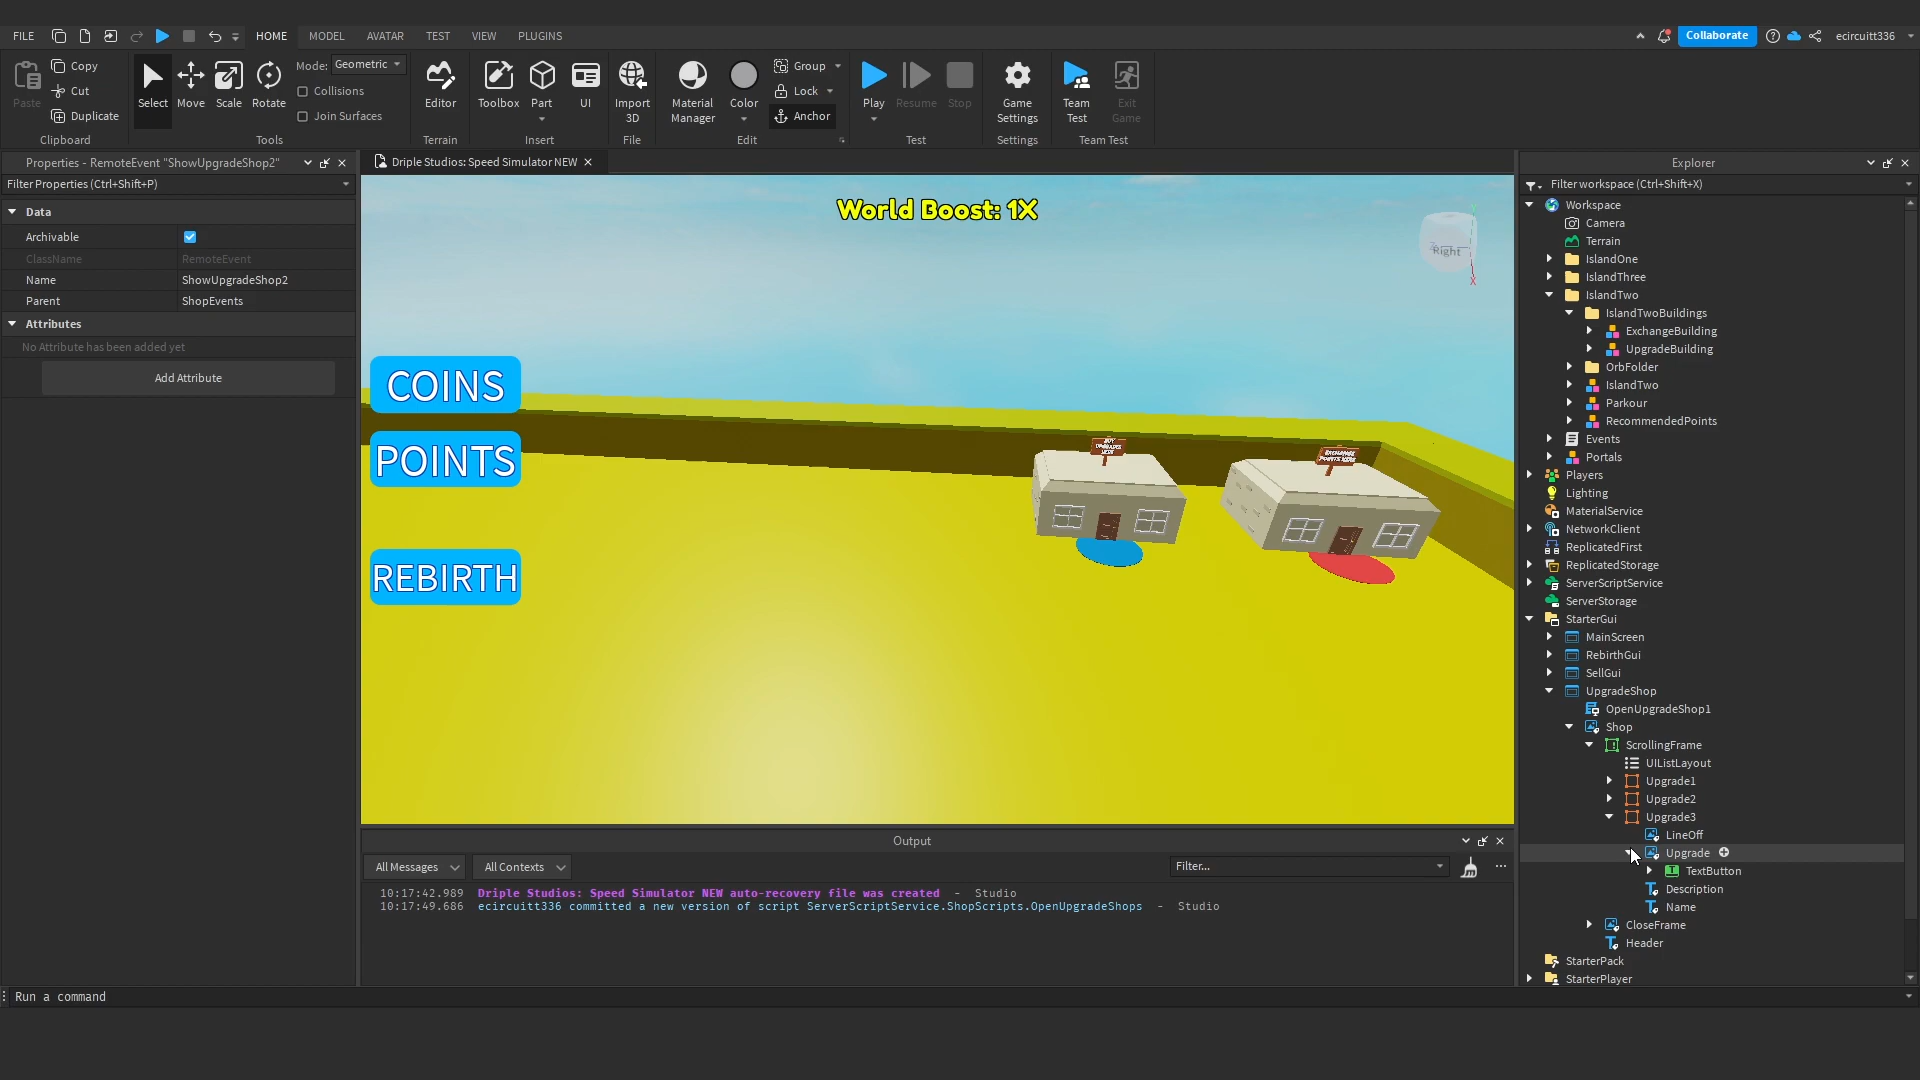 FILE HOME MODEL AVATAR TEST VIEW PLUGINS Collaborate ecircuitt336
Paste Copy Cut Duplicate Clipboard
Select Move Scale Rotate Mode: Geometric Collisions Join Surfaces Tools
Editor Terrain
Toolbox Part UI Insert
Import 3D File
Material Manager Color Group Lock Anchor Edit
Play Resume Stop Test
Game Settings Settings
Team Test Exit Game Team Test
Properties - RemoteEvent "ShowUpgradeShop2"
Filter Properties (Ctrl+Shift+P)
Data
Archivable
ClassName RemoteEvent
Name ShowUpgradeShop2
Parent ShopEvents
Attributes
No Attribute has been added yet
Add Attribute
Driple Studios: Speed Simulator NEW
World Boost: 1X
Right
X
COINS
POINTS
REBIRTH
BUY UPGRADES HERE
EXCHANGE POINTS HERE
Output
All Messages All Contexts Filter...
10:17:42.989 Driple Studios: Speed Simulator NEW auto-recovery file was created - Studio
10:17:49.686 ecircuitt336 committed a new version of script ServerScriptService.ShopScripts.OpenUpgradeShops - Studio
Run a command
Explorer
Filter workspace (Ctrl+Shift+X)
Workspace
Camera
Terrain
IslandOne
IslandThree
IslandTwo
IslandTwoBuildings
ExchangeBuilding
UpgradeBuilding
OrbFolder
IslandTwo
Parkour
RecommendedPoints
Events
Portals
Players
Lighting
MaterialService
NetworkClient
ReplicatedFirst
ReplicatedStorage
ServerScriptService
ServerStorage
StarterGui
MainScreen
RebirthGui
SellGui
UpgradeShop
OpenUpgradeShop1
Shop
ScrollingFrame
UIListLayout
Upgrade1
Upgrade2
Upgrade3
LineOff
Upgrade
TextButton
Description
Name
CloseFrame
Header
StarterPack
StarterPlayer